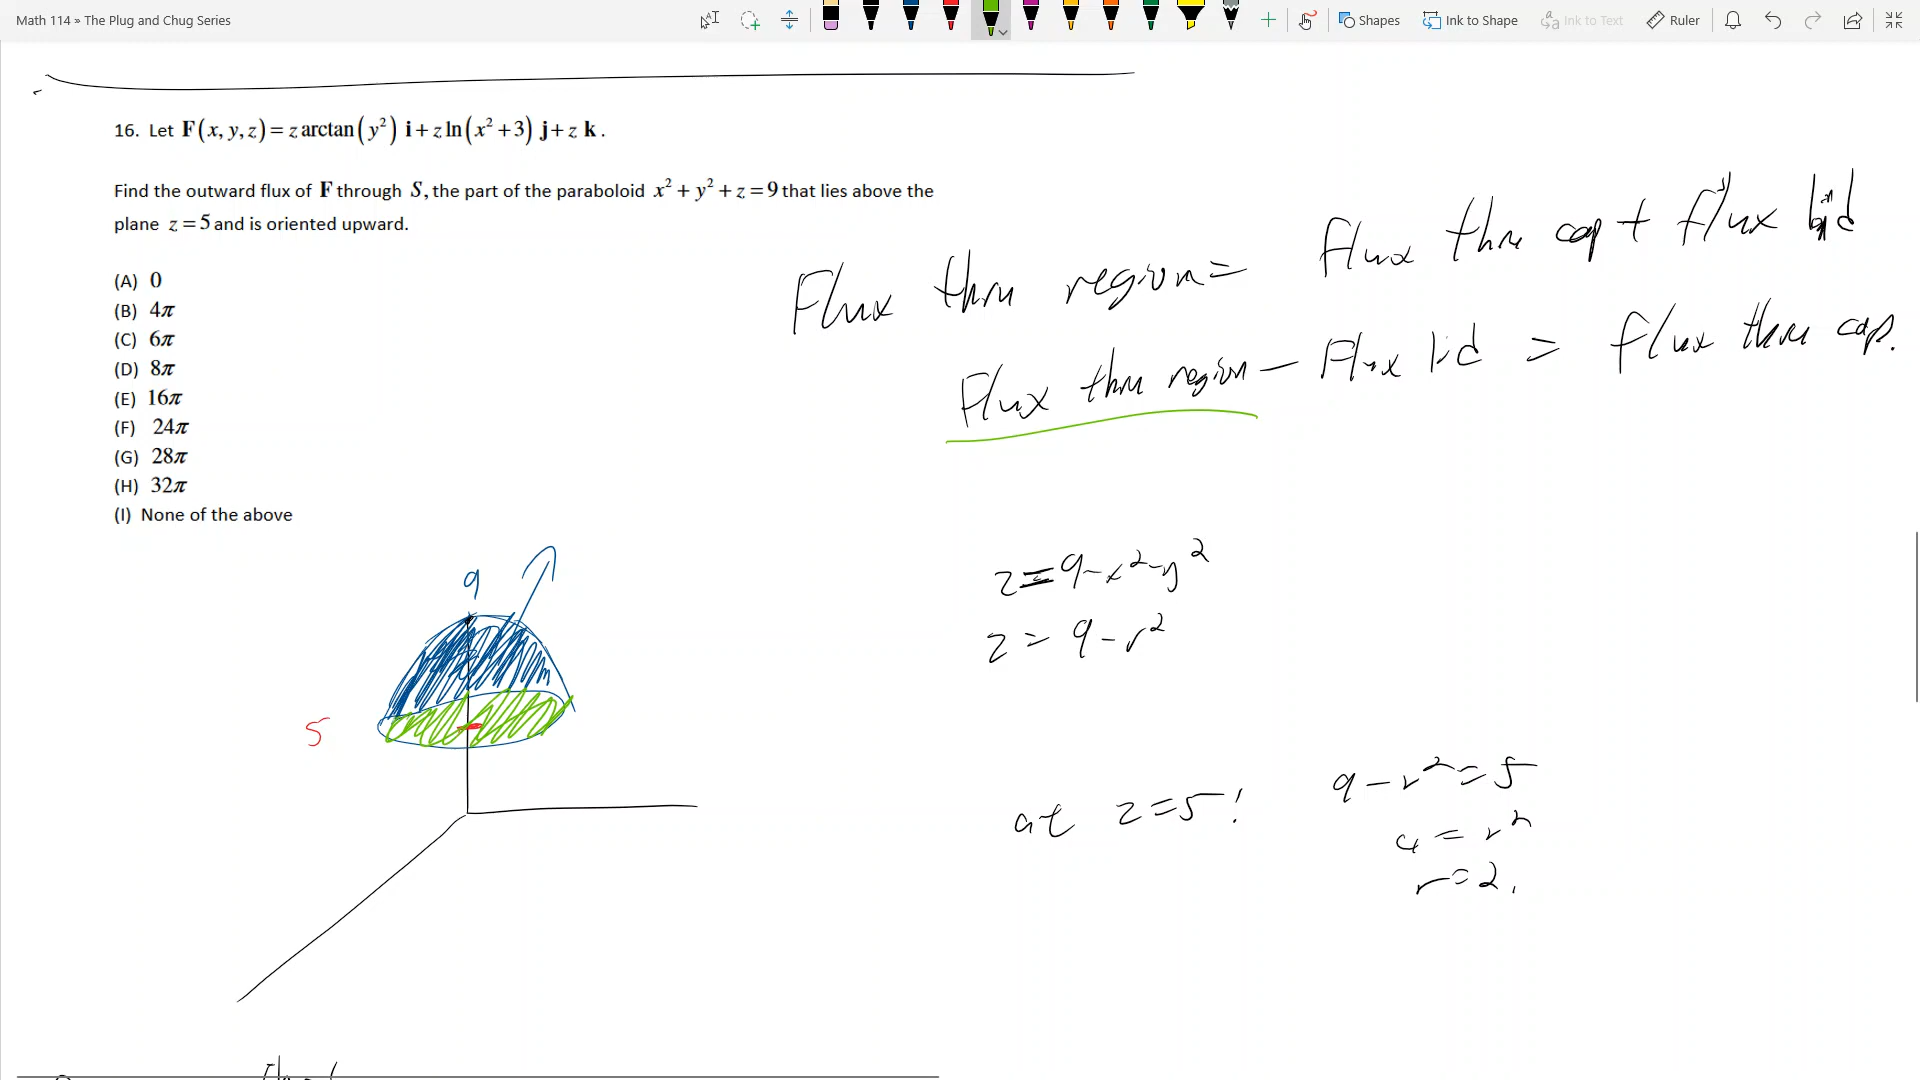 Math 114 » The Plug and Chug Series
Shapes
Ink to Shape
Ink to Text
Ruler
16. Let F(x, y, z) = z arctan(y²) i + z ln(x² + 3) j + z k.
Find the outward flux of F through S, the part of the paraboloid x² + y² + z = 9 that lies above the
plane z = 5 and is oriented upward.
(A) 0
(B) 4π
(C) 6π
(D) 8π
(E) 16π
(F) 24π
(G) 28π
(H) 32π
(I) None of the above
Flux thru region = flux thru cap + flux lid
Flux thru region – Flux lid = flux thru cap.
z = 9 – x² – y²
z = 9 – r²
9
5
at z = 5!
9 – r² = 5
4 = r²
r = 2.